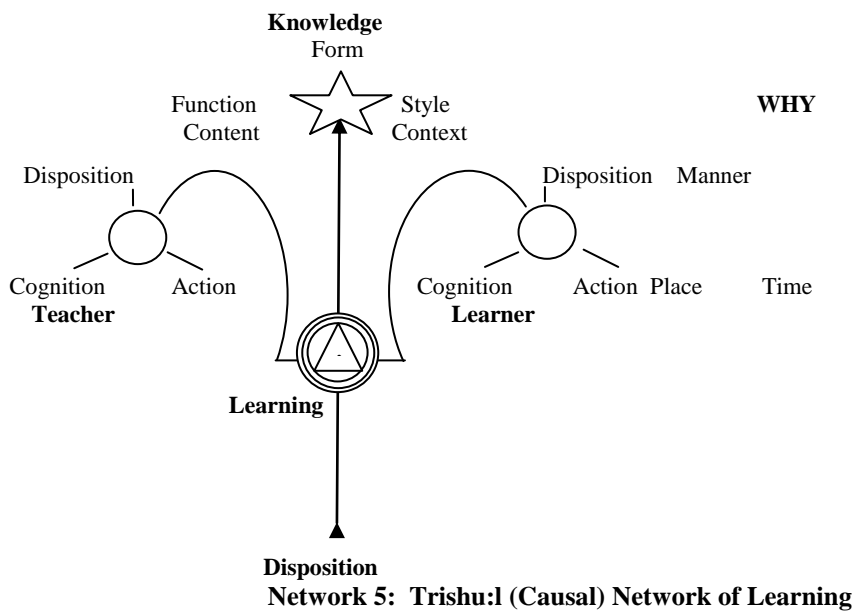 Knowledge
Form
Function Style WHY
Content Context
Disposition Disposition Manner
Cognition Action Cognition Action Place Time
Teacher Learner
Learning
Disposition
Network 5: Trishu:l (Causal) Network of Learning